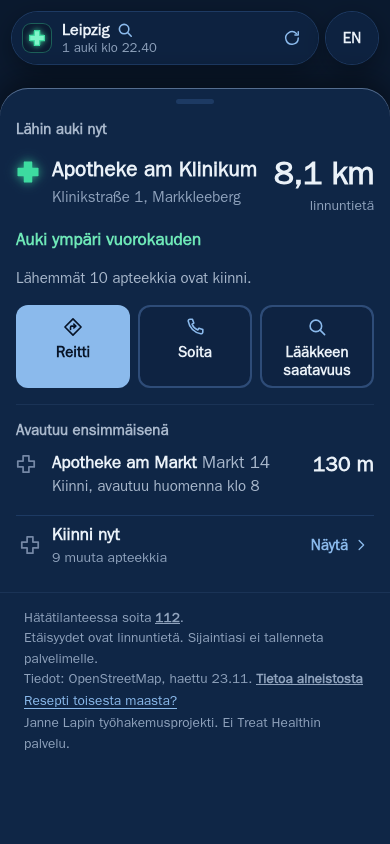 Leipzig
1 auki klo 22.40
EN
Lähin auki nyt
Apotheke am Klinikum
8,1 km
Klinikstraße 1, Markkleeberg
linnuntietä
Auki ympäri vuorokauden
Lähemmät 10 apteekkia ovat kiinni.
Reitti
Soita
Lääkkeen
saatavuus
Avautuu ensimmäisenä
Apotheke am Markt Markt 14
130 m
Kiinni, avautuu huomenna klo 8
Kiinni nyt
9 muuta apteekkia
Näytä
Hätätilanteessa soita 112.
Etäisyydet ovat linnuntietä. Sijaintiasi ei tallenneta
palvelimelle.
Tiedot: OpenStreetMap, haettu 23.11. Tietoa aineistosta
Resepti toisesta maasta?
Janne Lapin työhakemusprojekti. Ei Treat Healthin
palvelu.